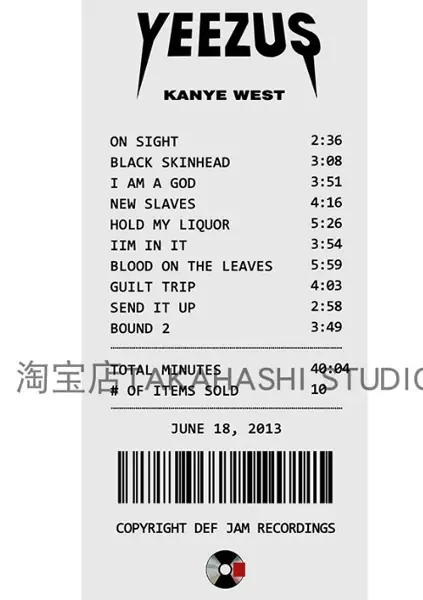 YEEZUS
KANYE WEST
ON SIGHT 2:36
BLACK SKINHEAD 3:08
I AM A GOD 3:51
NEW SLAVES 4:16
HOLD MY LIQUOR 5:26
IIM IN IT 3:54
BLOOD ON THE LEAVES 5:59
GUILT TRIP 4:03
SEND IT UP 2:58
BOUND 2 3:49
TOTAL MINUTES 40:04
淘宝店TAKAHASHI STUDIO
# OF ITEMS SOLD 10
JUNE 18, 2013
COPYRIGHT DEF JAM RECORDINGS